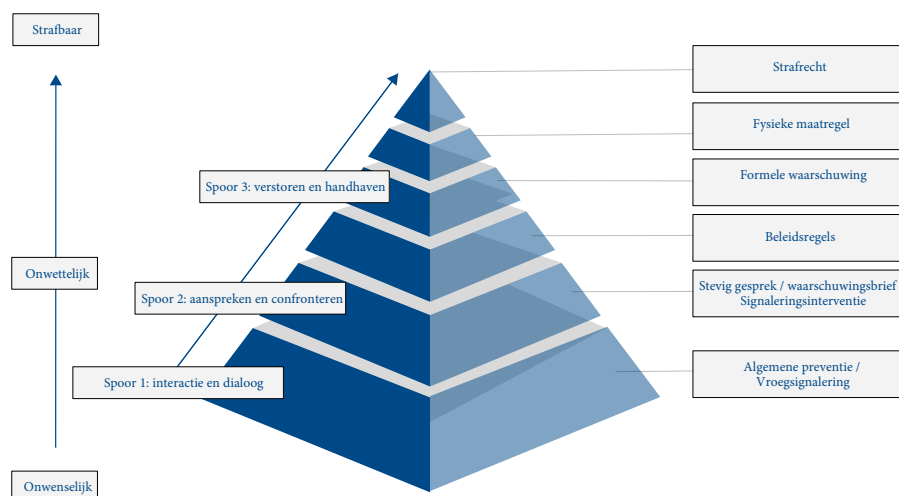 Strafbaar
Onwettelijk
Onwenselijk
Spoor 3: verstoren en handhaven
Spoor 2: aanspreken en confronteren
Spoor 1: interactie en dialoog
Strafrecht
Fysieke maatregel
Formele waarschuwing
Beleidsregels
Stevig gesprek / waarschuwingsbrief
Signaleringsinterventie
Algemene preventie /
Vroegsignalering